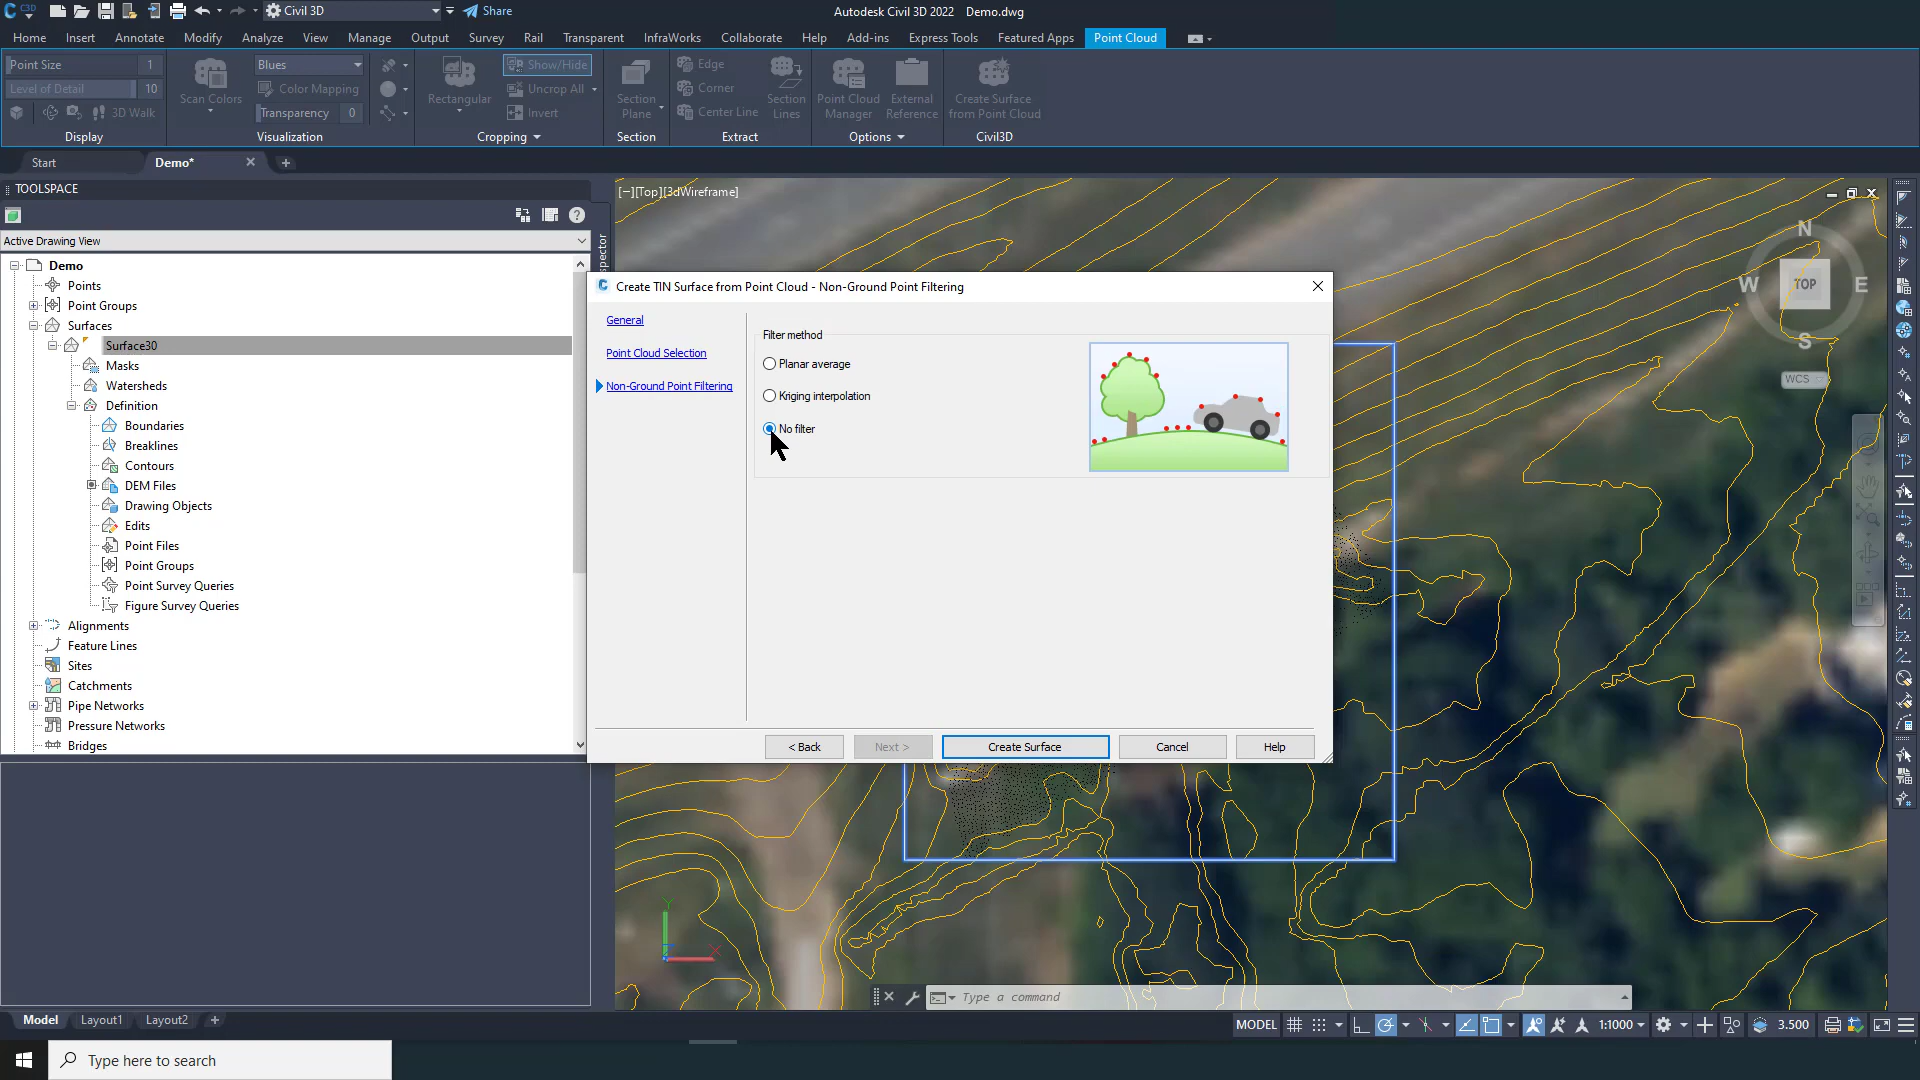 C3D
Civil 3D
Share
Autodesk Civil 3D 2022 Demo.dwg
Home Insert Annotate Modify Analyze View Manage Output Survey Rail Transparent InfraWorks Collaborate Help Add-ins Express Tools Featured Apps Point Cloud
Point Size 1
Level of Detail 10
3D Walk
Display
Scan Colors
Blues
Color Mapping
Transparency 0
Visualization
Rectangular
Show/Hide
Uncrop All
Invert
Cropping
Section
Plane
Section
Edge
Corner
Center Line
Section
Lines
Extract
Point Cloud
Manager
External
Reference
Options
Create Surface
from Point Cloud
Civil3D
Start
Demo*
TOOLSPACE
Active Drawing View
Demo
Points
Point Groups
Surfaces
Surface30
Masks
Watersheds
Definition
Boundaries
Breaklines
Contours
DEM Files
Drawing Objects
Edits
Point Files
Point Groups
Point Survey Queries
Figure Survey Queries
Alignments
Feature Lines
Sites
Catchments
Pipe Networks
Pressure Networks
Bridges
[−][Top][3dWireframe]
N
W TOP E
S
WCS
Create TIN Surface from Point Cloud - Non-Ground Point Filtering
General
Point Cloud Selection
Non-Ground Point Filtering
Filter method
Planar average
Kriging interpolation
No filter
< Back
Next >
Create Surface
Cancel
Help
Y
X
Type a command
Model Layout1 Layout2
MODEL
1:1000
3.500
Type here to search